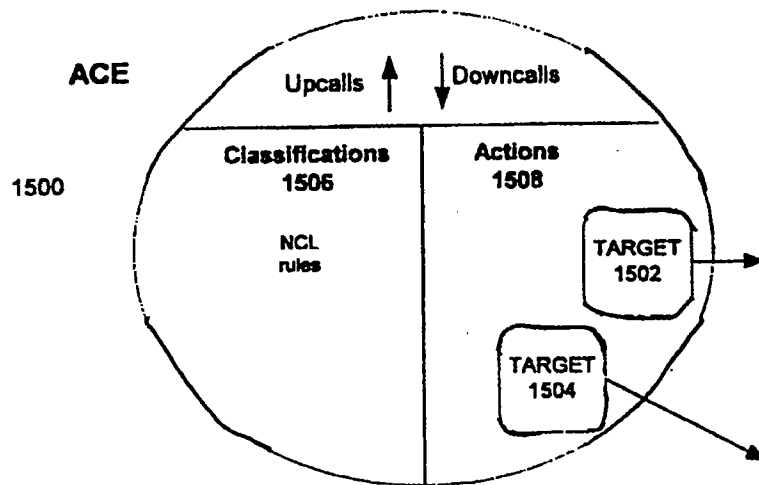 ACE
Upcalls
Downcalls
1500
Classifications
1506
Actions
1508
NCL
rules
TARGET
1502
TARGET
1504